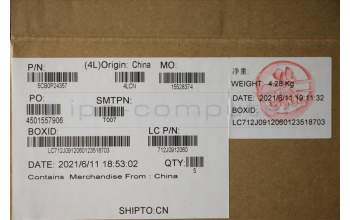 P/N:
(4L)Origin: China
MO:
5CB0P24357
4LCN
15528374
PO:
SMTPN:
4501557906
T007
BOXID:
LC P/N:
LC712J0912060123518703
712J0912060
DATE: 2021/6/11 18:53:02
QTY:
5
Contains Merchandise From : China
SHIPTO:CN
净重:
WEIGHT: 4.28 Kg
DATE: 2021/6/11 19:11:32
BOXID:
LC712J0912060123518703